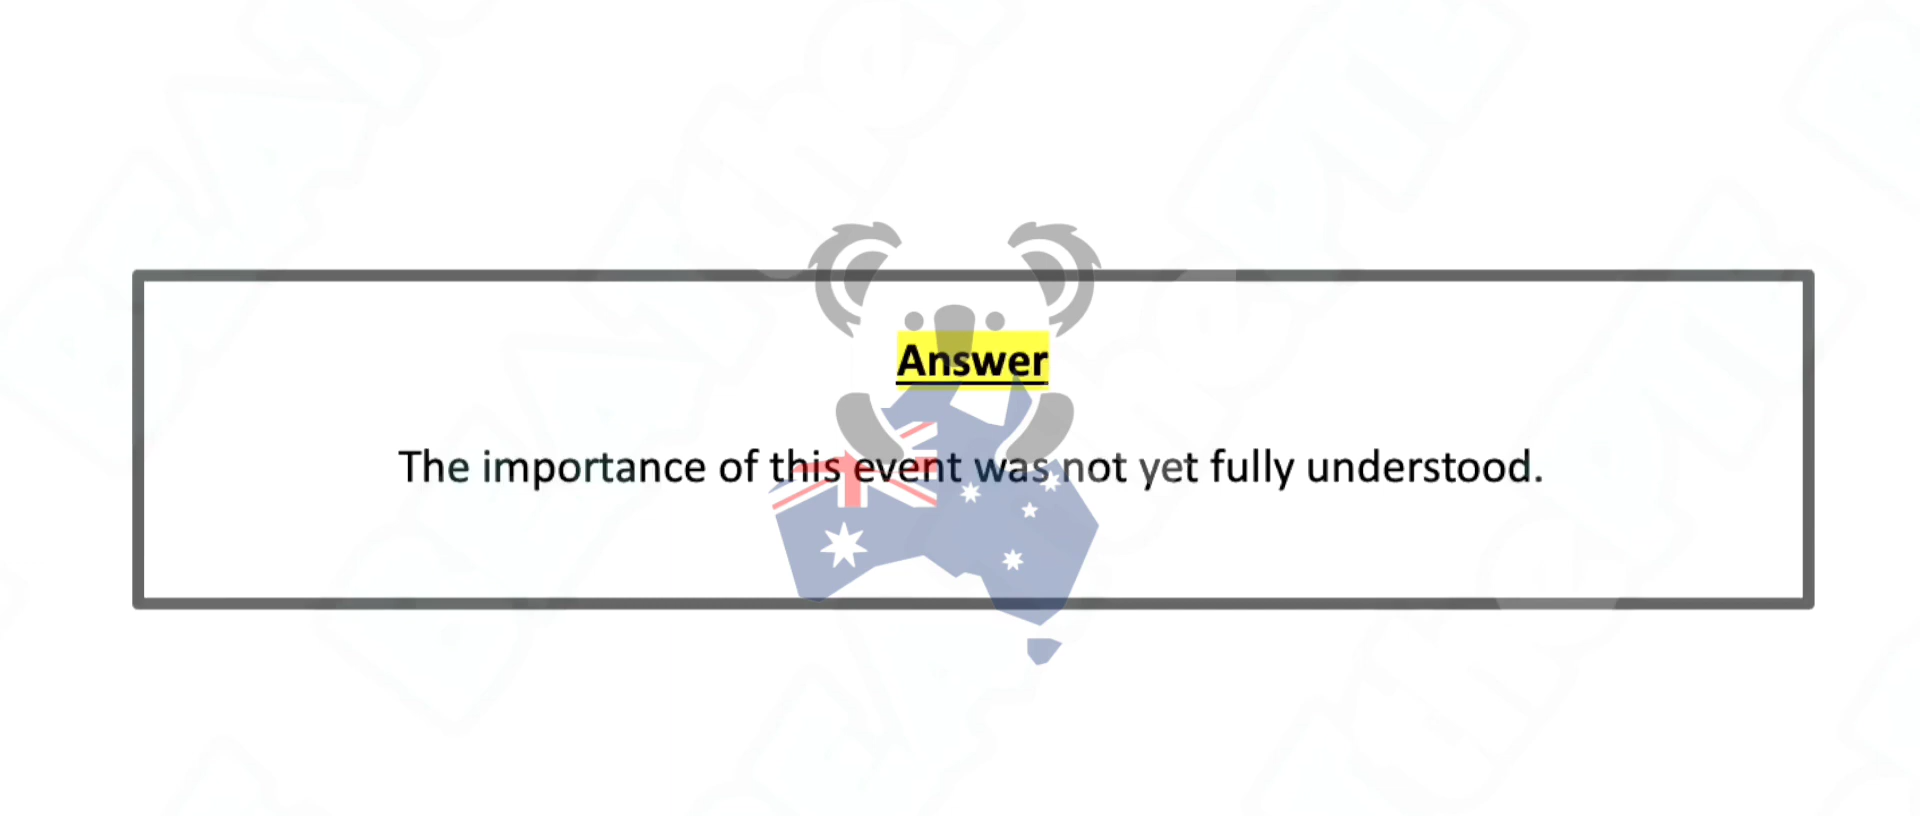 Answer
The importance of this event was not yet fully understood.